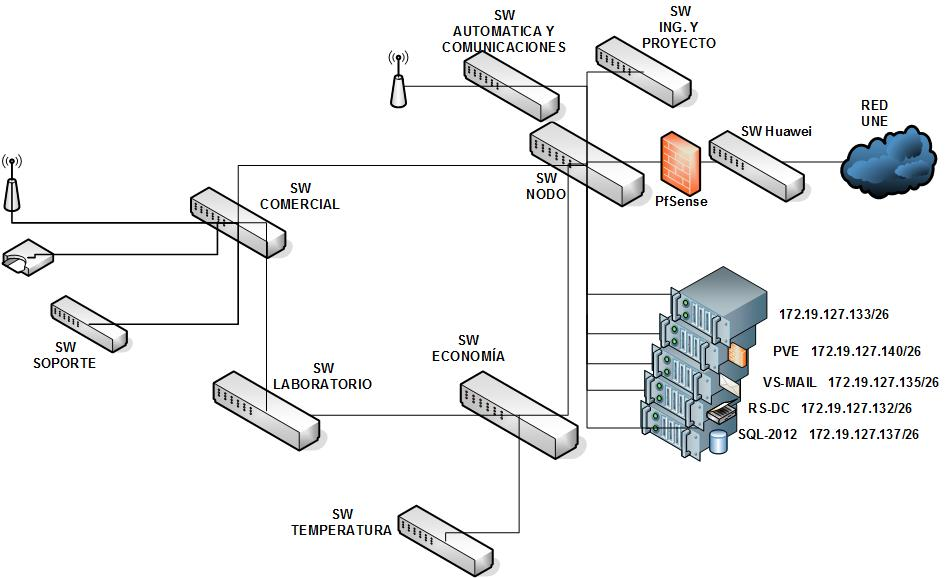 SW
AUTOMATICA Y
COMUNICACIONES
SW
ING. Y
PROYECTO
RED
UNE
SW Huawei
SW
NODO
PfSense
SW
COMERCIAL
SW
SOPORTE
SW
LABORATORIO
SW
ECONOMÍA
SW
TEMPERATURA
172.19.127.133/26
PVE 172.19.127.140/26
VS-MAIL 172.19.127.135/26
RS-DC 172.19.127.132/26
SQL-2012 172.19.127.137/26